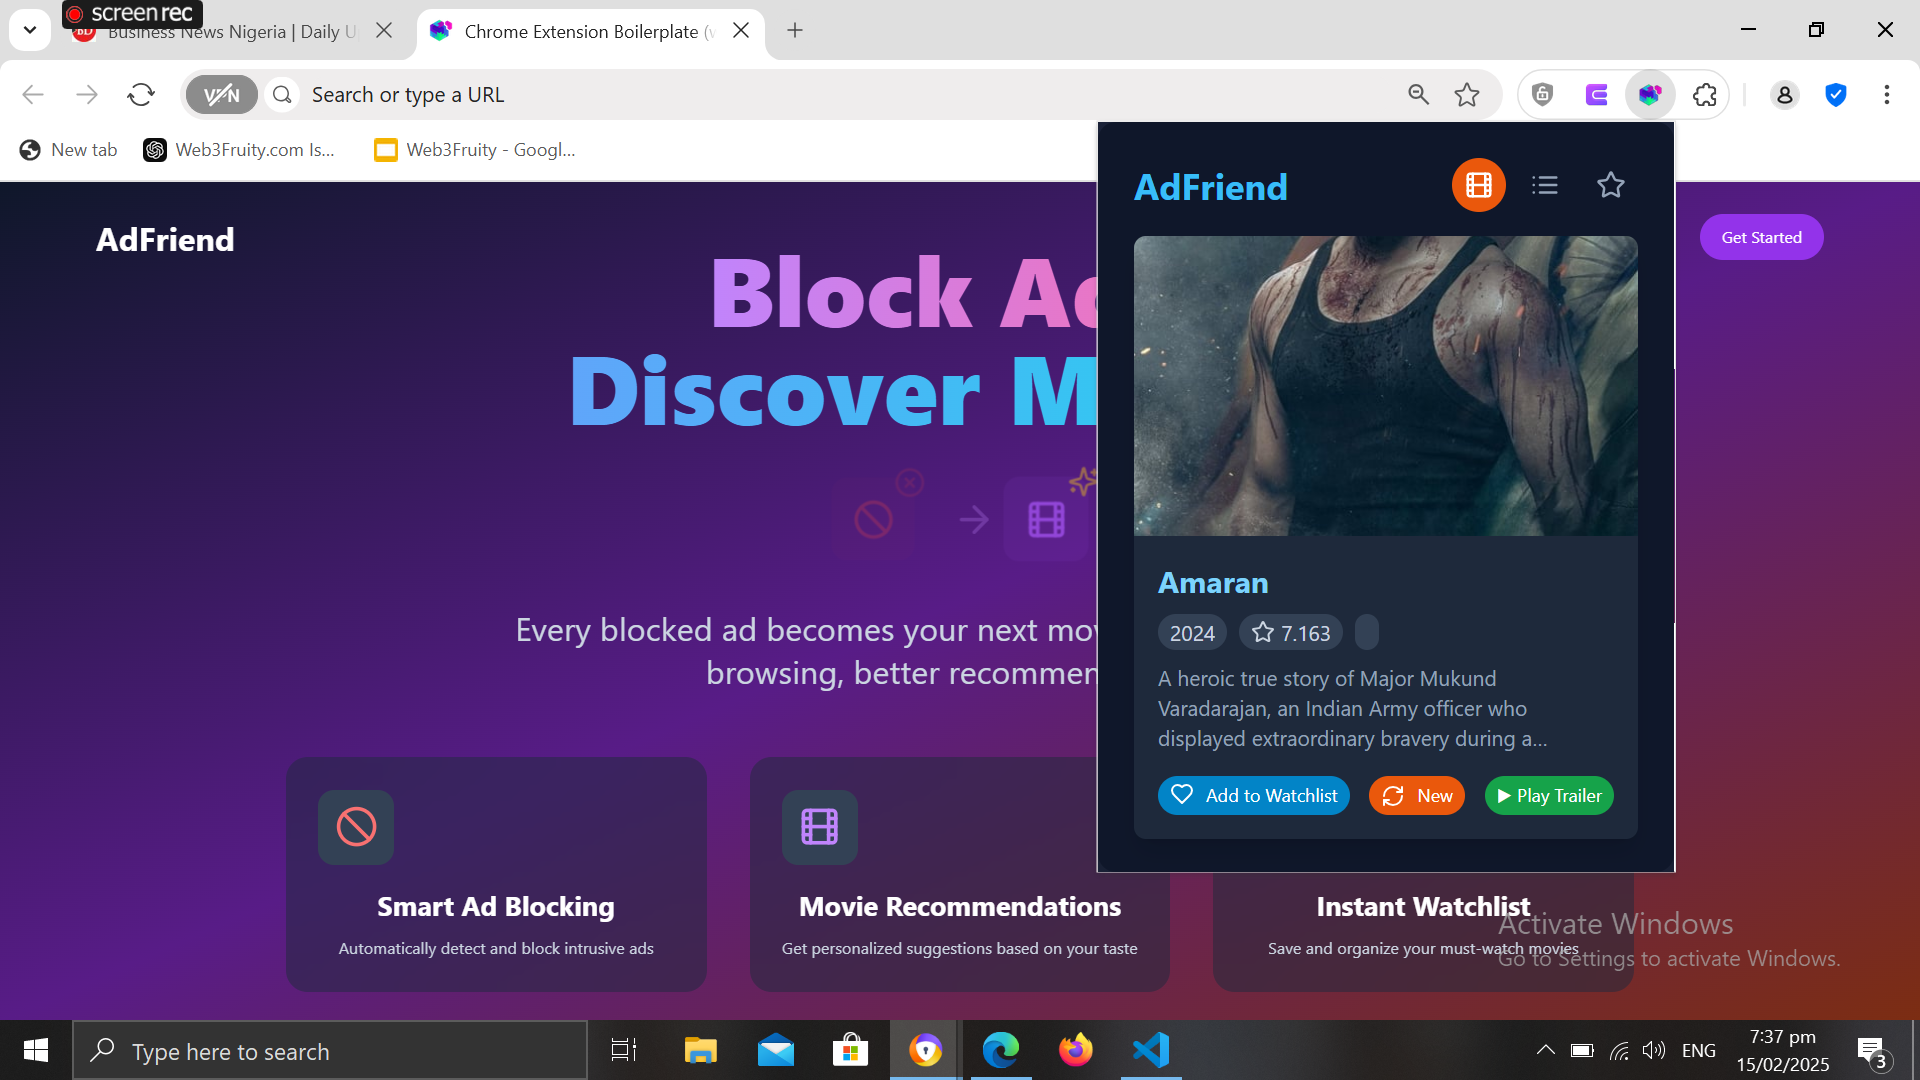 screen rec
Business News Nigeria | Daily U
Chrome Extension Boilerplate (w
VPN
Search or type a URL
New tab
Web3Fruity.com Is...
Web3Fruity - Googl...
AdFriend
AdFriend
Get Started
Block Ad
Discover M
Every blocked ad becomes your next mov
browsing, better recommen
Amaran
2024
7.163
A heroic true story of Major Mukund
Varadarajan, an Indian Army officer who
displayed extraordinary bravery during a...
Add to Watchlist
New
Play Trailer
Smart Ad Blocking
Automatically detect and block intrusive ads
Movie Recommendations
Get personalized suggestions based on your taste
Instant Watchlist
Save and organize your must-watch movies
Activate Windows
Go to Settings to activate Windows.
Type here to search
ENG
7:37 pm
15/02/2025
3